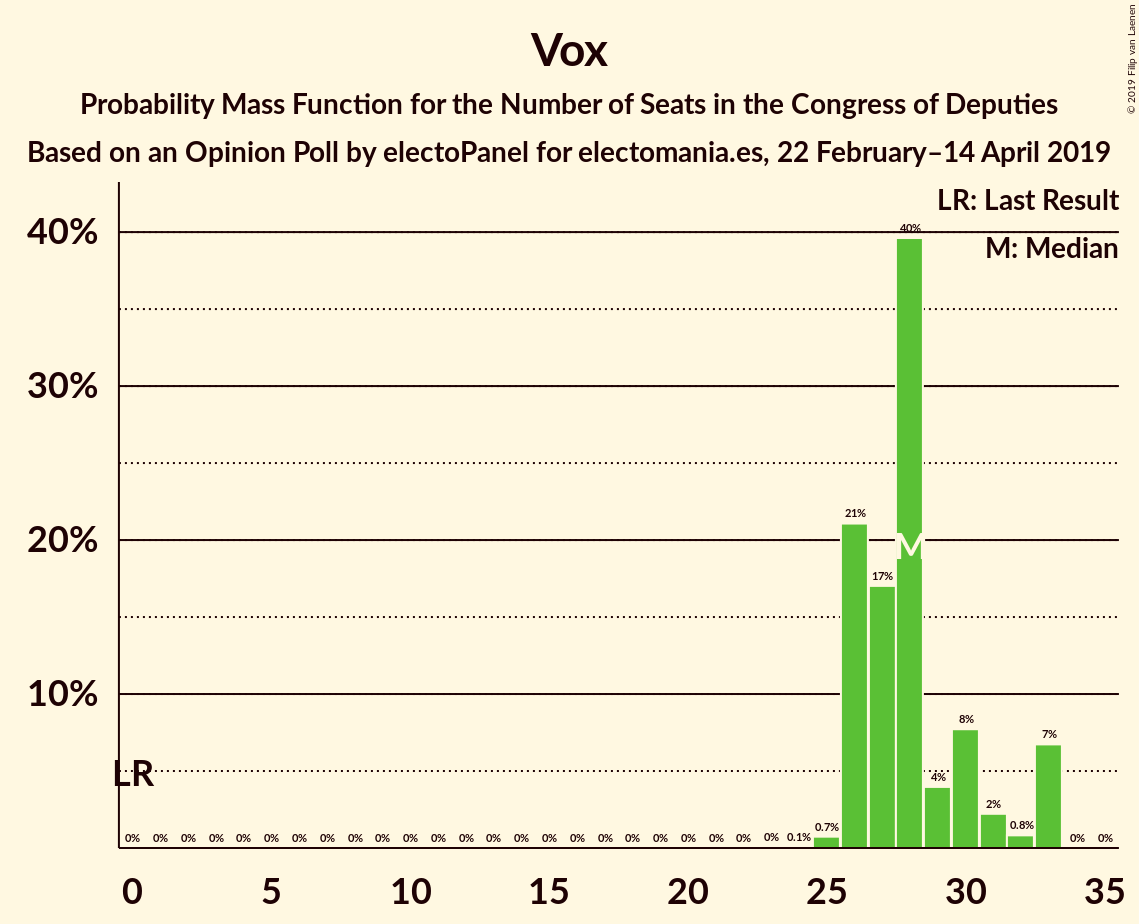 Vox
Probability Mass Function for the Number of Seats in the Congress of Deputies
Based on an Opinion Poll by electoPanel for electomania.es, 22 February–14 April 2019
© 2019 Filip van Laenen
LR: Last Result
M: Median
40%
30%
20%
10%
40%
21%
M
17%
8%
7%
LR
4%
2%
0% 0% 0% 0% 0% 0% 0% 0% 0% 0% 0% 0% 0% 0% 0% 0% 0% 0% 0% 0% 0% 0% 0% 0% 0.1% 0.7% 0.8% 0% 0%
0 5 10 15 20 25 30 35